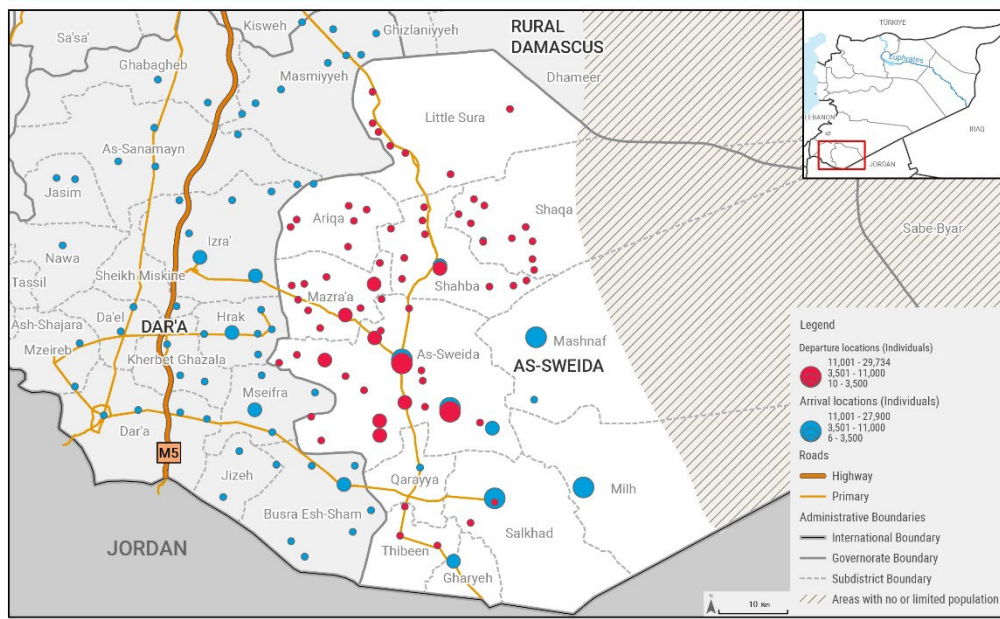 Sa'sa'
Kisweh
Ghizlaniyyeh
RURAL
DAMASCUS
Ghabagheb
Masmiyyeh
Dhameer
Little Sura
As-Sanamayn
Jasim
Ariqa
Shaqa
Izra'
Nawa
Sheikh Miskine
Tassil
Shahba
Mazra'a
Da'el
Hrak
Ash-Shajara
DAR'A
Mzeireb
Kherbet Ghazala
As-Sweida
Mashnaf
AS-SWEIDA
Mseifra
Dar'a
M5
Jizeh
Qarayya
Milh
Busra Esh-Sham
Salkhad
JORDAN
Thibeen
Gharyeh
10 Km
TÜRKIYE
Euphrates
LEBANON
IRAQ
JORDAN
Sabe Byar
Legend
Departure locations (Individuals)
11,001 - 29,734
3,501 - 11,000
10 - 3,500
Arrival locations (Individuals)
11,001 - 27,900
3,501 - 11,000
6 - 3,500
Roads
Highway
Primary
Administrative Boundaries
International Boundary
Governorate Boundary
Subdistrict Boundary
Areas with no or limited population